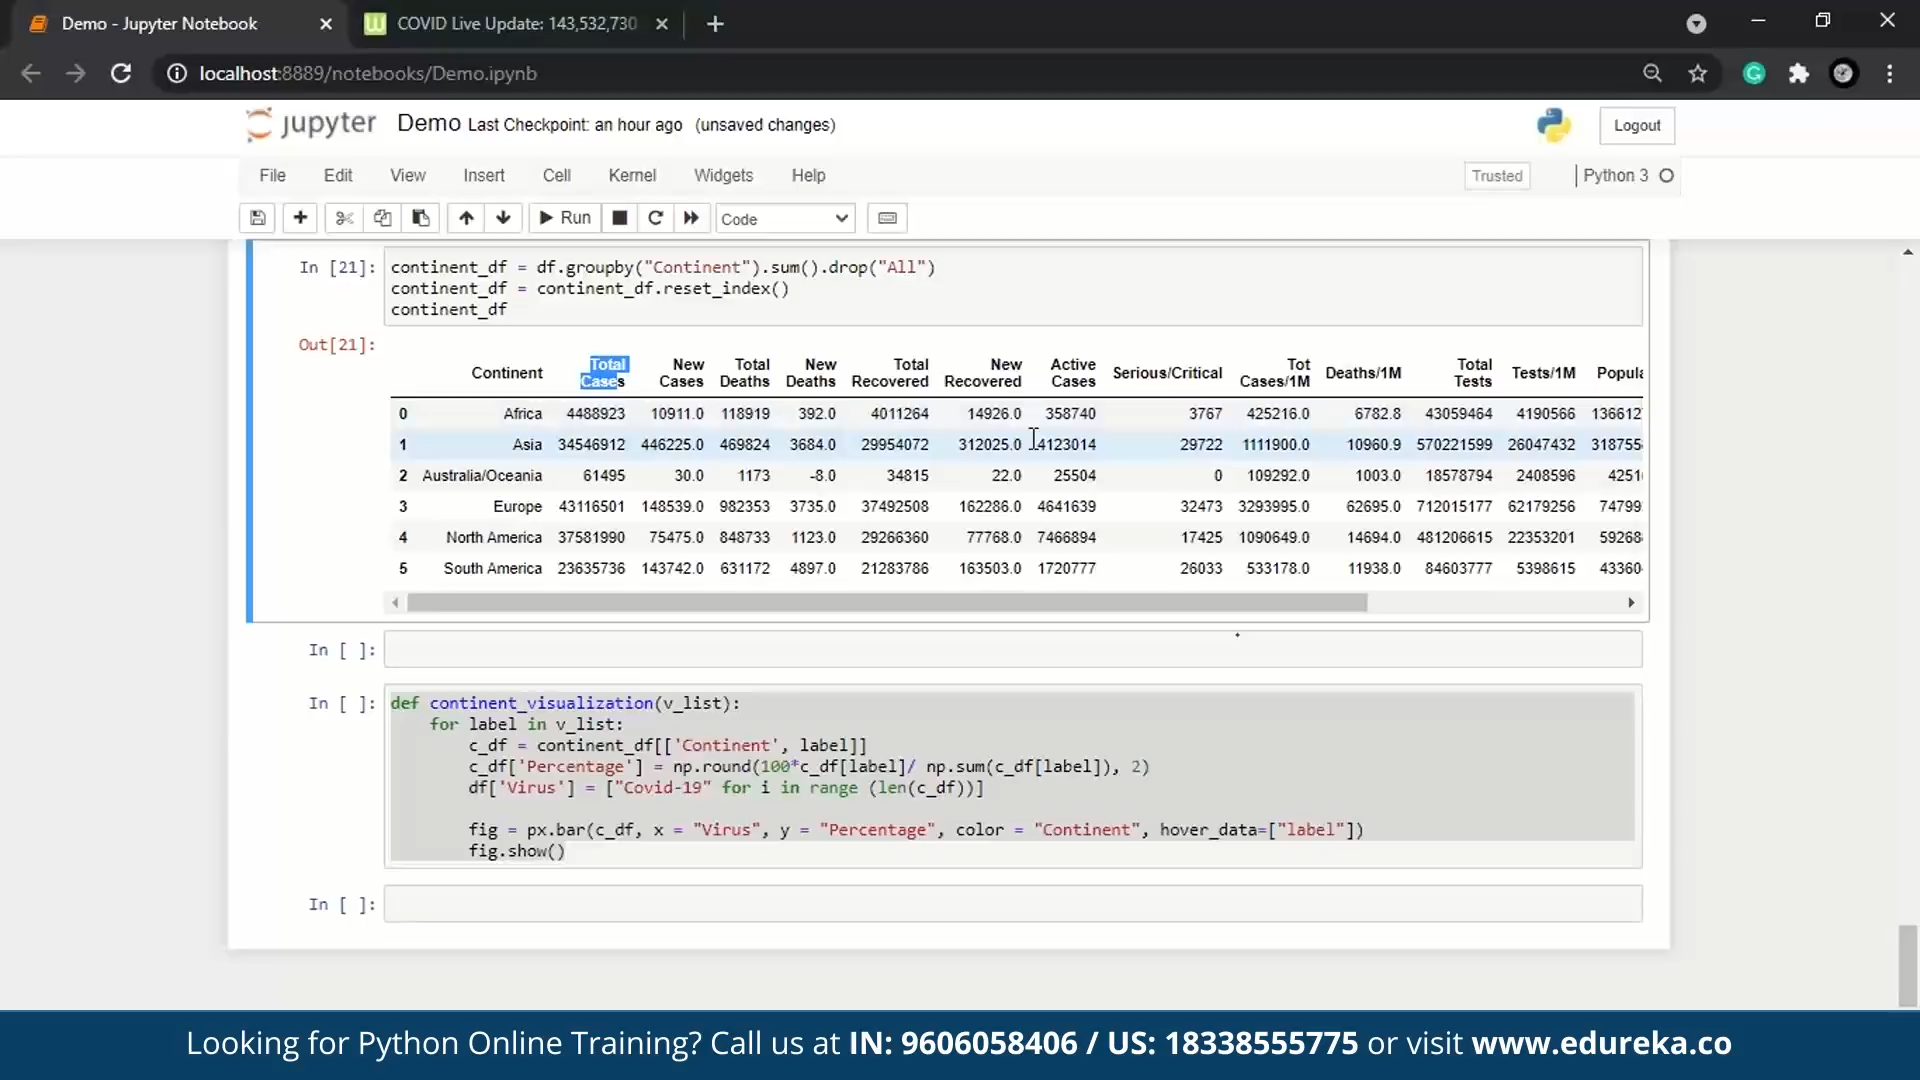 Demo - Jupyter Notebook
COVID Live Update: 143,532,730
localhost:8889/notebooks/Demo.ipynb
jupyter Demo Last Checkpoint: an hour ago (unsaved changes)
Logout
File Edit View Insert Cell Kernel Widgets Help
Trusted
Python 3
Run
Code
In [21]:
continent_df = df.groupby("Continent").sum().drop("All")
continent_df = continent_df.reset_index()
continent_df
Out[21]:
Continent Total Cases New Cases Total Deaths New Deaths Total Recovered New Recovered Active Cases Serious/Critical Tot Cases/1M Deaths/1M Total Tests Tests/1M Popula
0 Africa 4488923 10911.0 118919 392.0 4011264 14926.0 358740 3767 425216.0 6782.8 43059464 4190566 136612
1 Asia 34546912 446225.0 469824 3684.0 29954072 312025.0 4123014 29722 1111900.0 10960.9 570221599 26047432 318755
2 Australia/Oceania 61495 30.0 1173 -8.0 34815 22.0 25504 0 109292.0 1003.0 18578794 2408596 4251
3 Europe 43116501 148539.0 982353 3735.0 37492508 162286.0 4641639 32473 3293995.0 62695.0 712015177 62179256 74799
4 North America 37581990 75475.0 848733 1123.0 29266360 77768.0 7466894 17425 1090649.0 14694.0 481206615 22353201 59268
5 South America 23635736 143742.0 631172 4897.0 21283786 163503.0 1720777 26033 533178.0 11938.0 84603777 5398615 43360
In [ ]:
In [ ]:
def continent_visualization(v_list):
for label in v_list:
c_df = continent_df[['Continent', label]]
c_df['Percentage'] = np.round(100*c_df[label]/ np.sum(c_df[label]), 2)
df['Virus'] = ["Covid-19" for i in range (len(c_df))]
fig = px.bar(c_df, x = "Virus", y = "Percentage", color = "Continent", hover_data=["label"])
fig.show()
In [ ]:
Looking for Python Online Training? Call us at IN: 9606058406 / US: 18338555775 or visit www.edureka.co